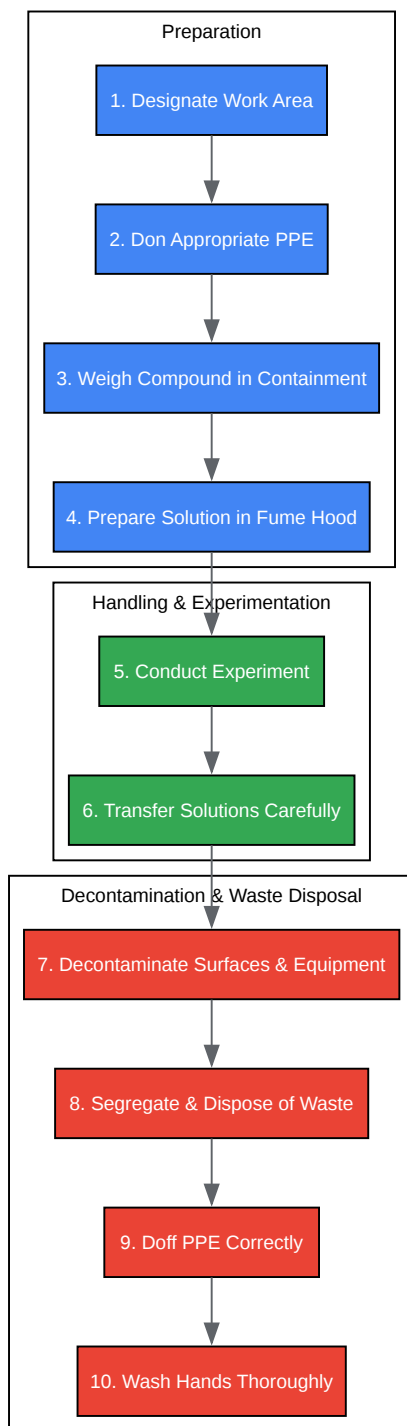 Preparation
1. Designate Work Area
2. Don Appropriate PPE
3. Weigh Compound in Containment
4. Prepare Solution in Fume Hood
Handling & Experimentation
5. Conduct Experiment
6. Transfer Solutions Carefully
Decontamination & Waste Disposal
7. Decontaminate Surfaces & Equipment
8. Segregate & Dispose of Waste
9. Doff PPE Correctly
10. Wash Hands Thoroughly